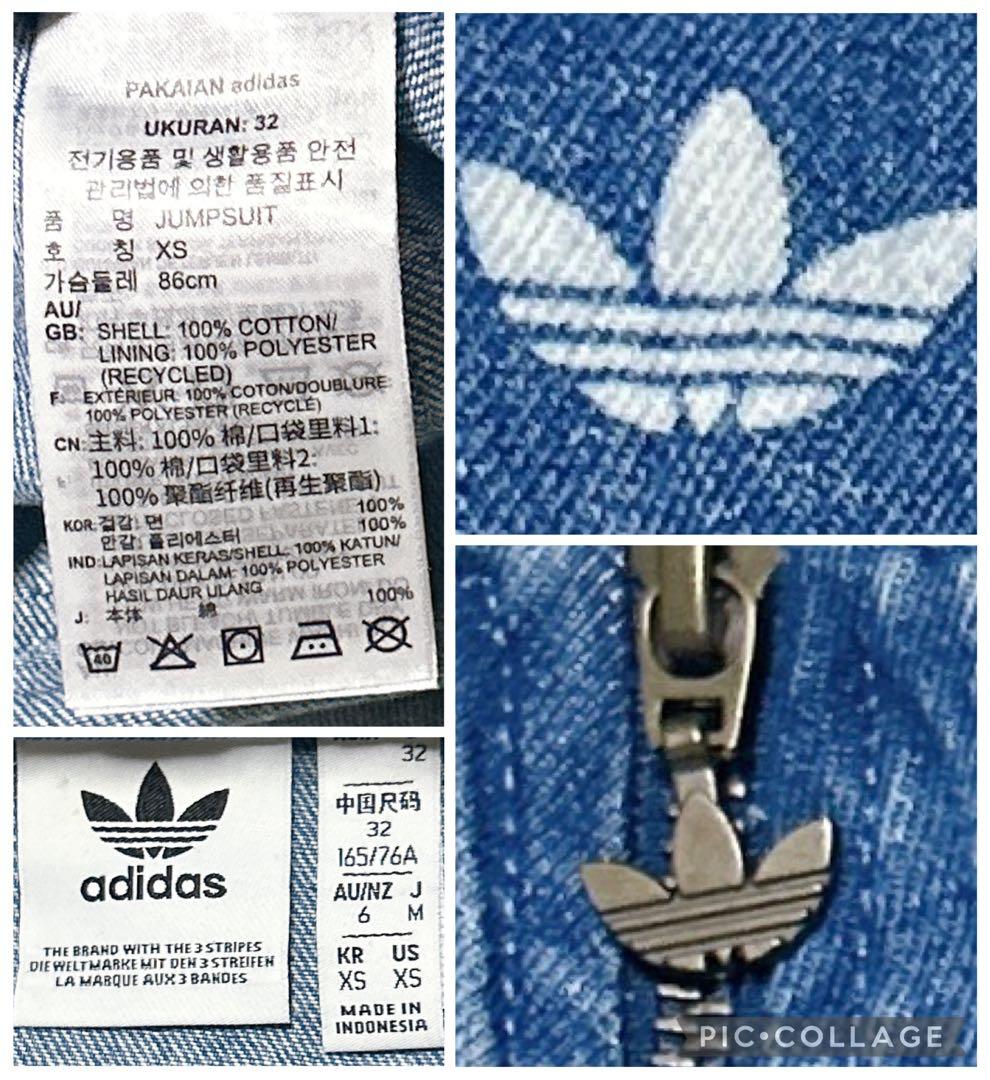 PAKAIAN adidas
UKURAN: 32
전기용품 및 생활용품 안전
관리법에 의한 품질표시
품 명 JUMPSUIT
호 칭 XS
가슴둘레 86cm
AU/
GB: SHELL: 100% COTTON/
LINING: 100% POLYESTER
(RECYCLED)
F: EXTÉRIEUR: 100% COTON/DOUBLURE:
100% POLYESTER (RECYCLÉ)
CN: 主料: 100% 棉/口袋里料1:
100% 棉/口袋里料2:
100% 聚酯纤维(再生聚酯)
KOR: 겉감: 면 100%
안감: 폴리에스터 100%
IND: LAPISAN KERAS/SHELL: 100% KATUN/
LAPISAN DALAM: 100% POLYESTER
HASIL DAUR ULANG
J: 本体 綿 100%
40
adidas
THE BRAND WITH THE 3 STRIPES
DIE WELTMARKE MIT DEN 3 STREIFEN
LA MARQUE AUX 3 BANDES
32
中国尺码
32
165/76A
AU/NZ J
6 M
KR US
XS XS
MADE IN
INDONESIA
PIC•COLLAGE